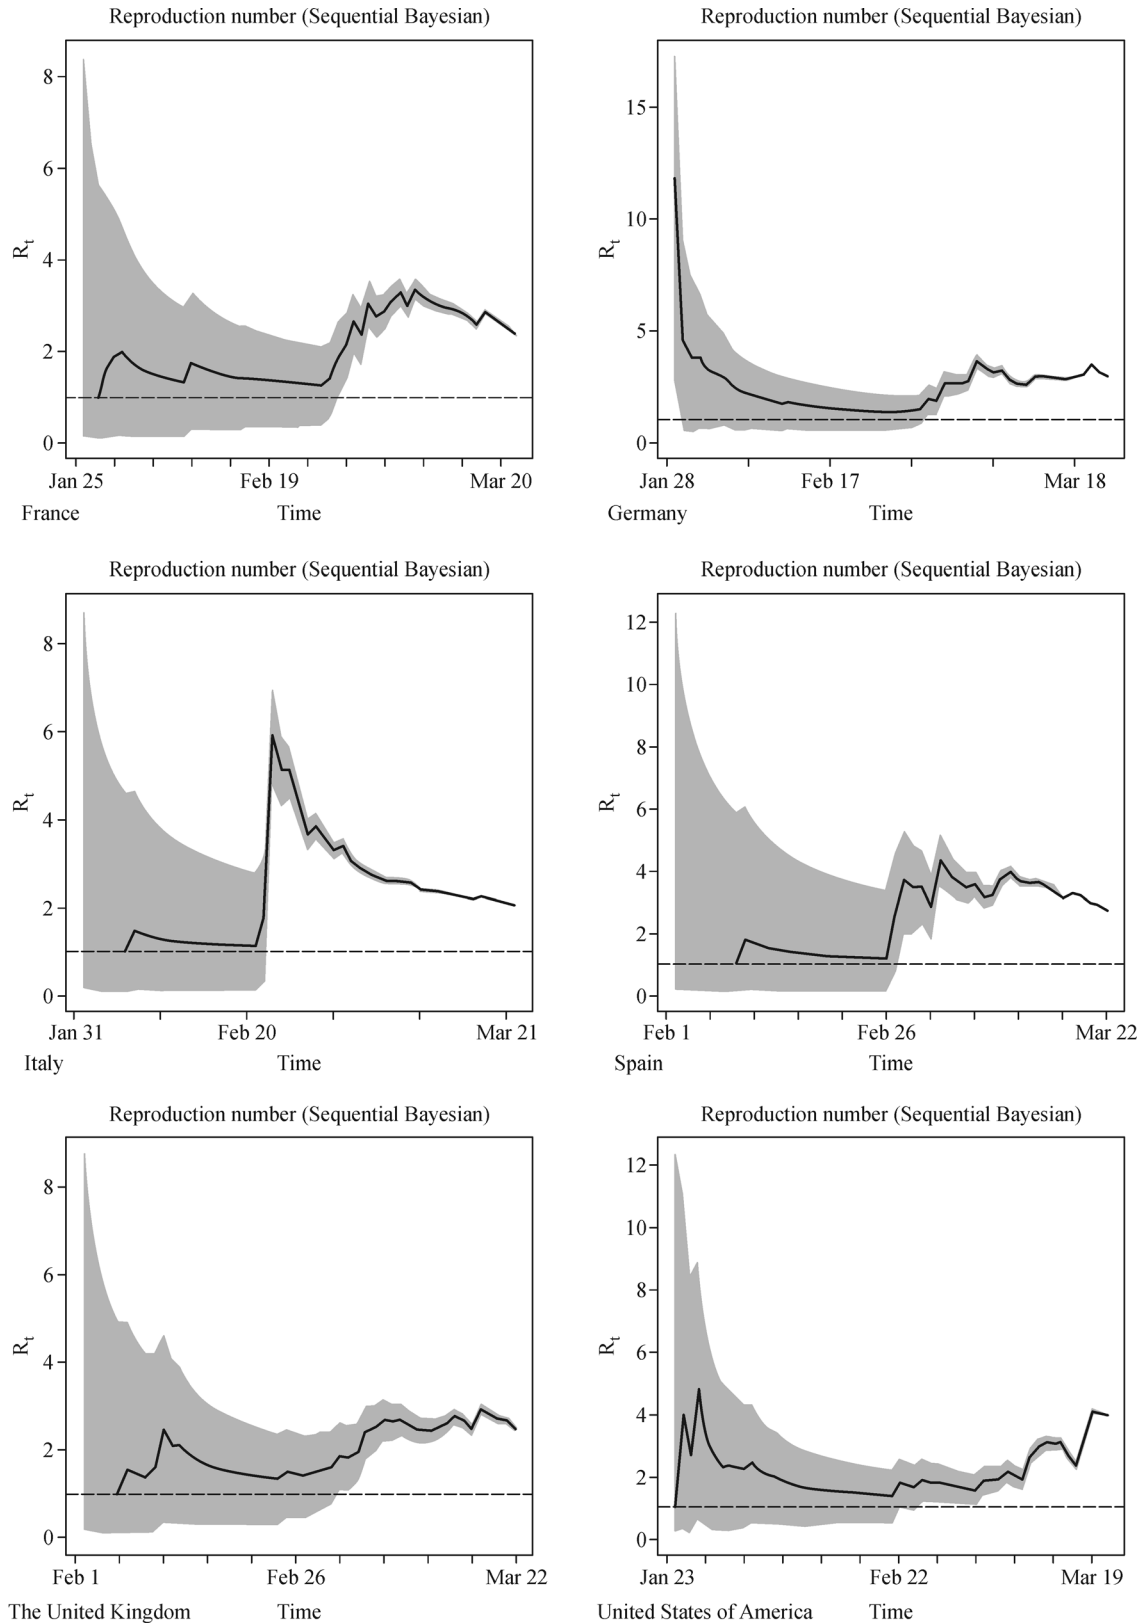 Reproduction number (Sequential Bayesian)
8
6
4
2
0
R_t
Jan 25 Feb 19 Mar 20
France Time
Reproduction number (Sequential Bayesian)
15
10
5
0
R_t
Jan 28 Feb 17 Mar 18
Germany Time
Reproduction number (Sequential Bayesian)
8
6
4
2
0
R_t
Jan 31 Feb 20 Mar 21
Italy Time
Reproduction number (Sequential Bayesian)
12
10
8
6
4
2
0
R_t
Feb 1 Feb 26 Mar 22
Spain Time
Reproduction number (Sequential Bayesian)
8
6
4
2
0
R_t
Feb 1 Feb 26 Mar 22
The United Kingdom Time
Reproduction number (Sequential Bayesian)
12
10
8
6
4
2
0
R_t
Jan 23 Feb 22 Mar 19
United States of America Time